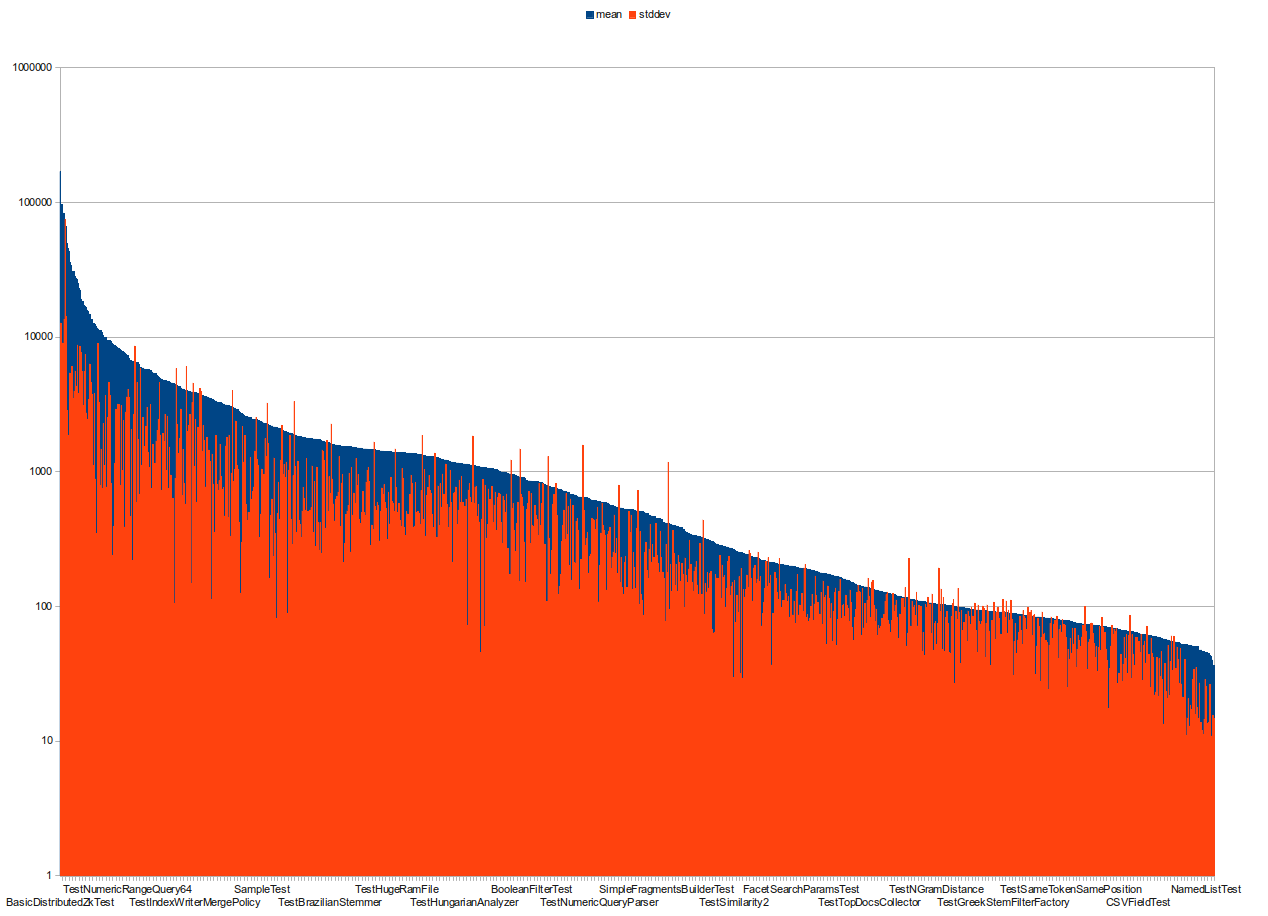 mean stddev
1000000
100000
10000
1000
100
10
1
TestNumericRangeQuery64 SampleTest TestHugeRamFile BooleanFilterTest SimpleFragmentsBuilderTest FacetSearchParamsTest TestNGramDistance TestSameTokenSamePosition NamedListTest
BasicDistributedZkTest TestIndexWriterMergePolicy TestBrazilianStemmer TestHungarianAnalyzer TestNumericQueryParser TestSimilarity2 TestTopDocsCollector TestGreekStemFilterFactory CSVFieldTest